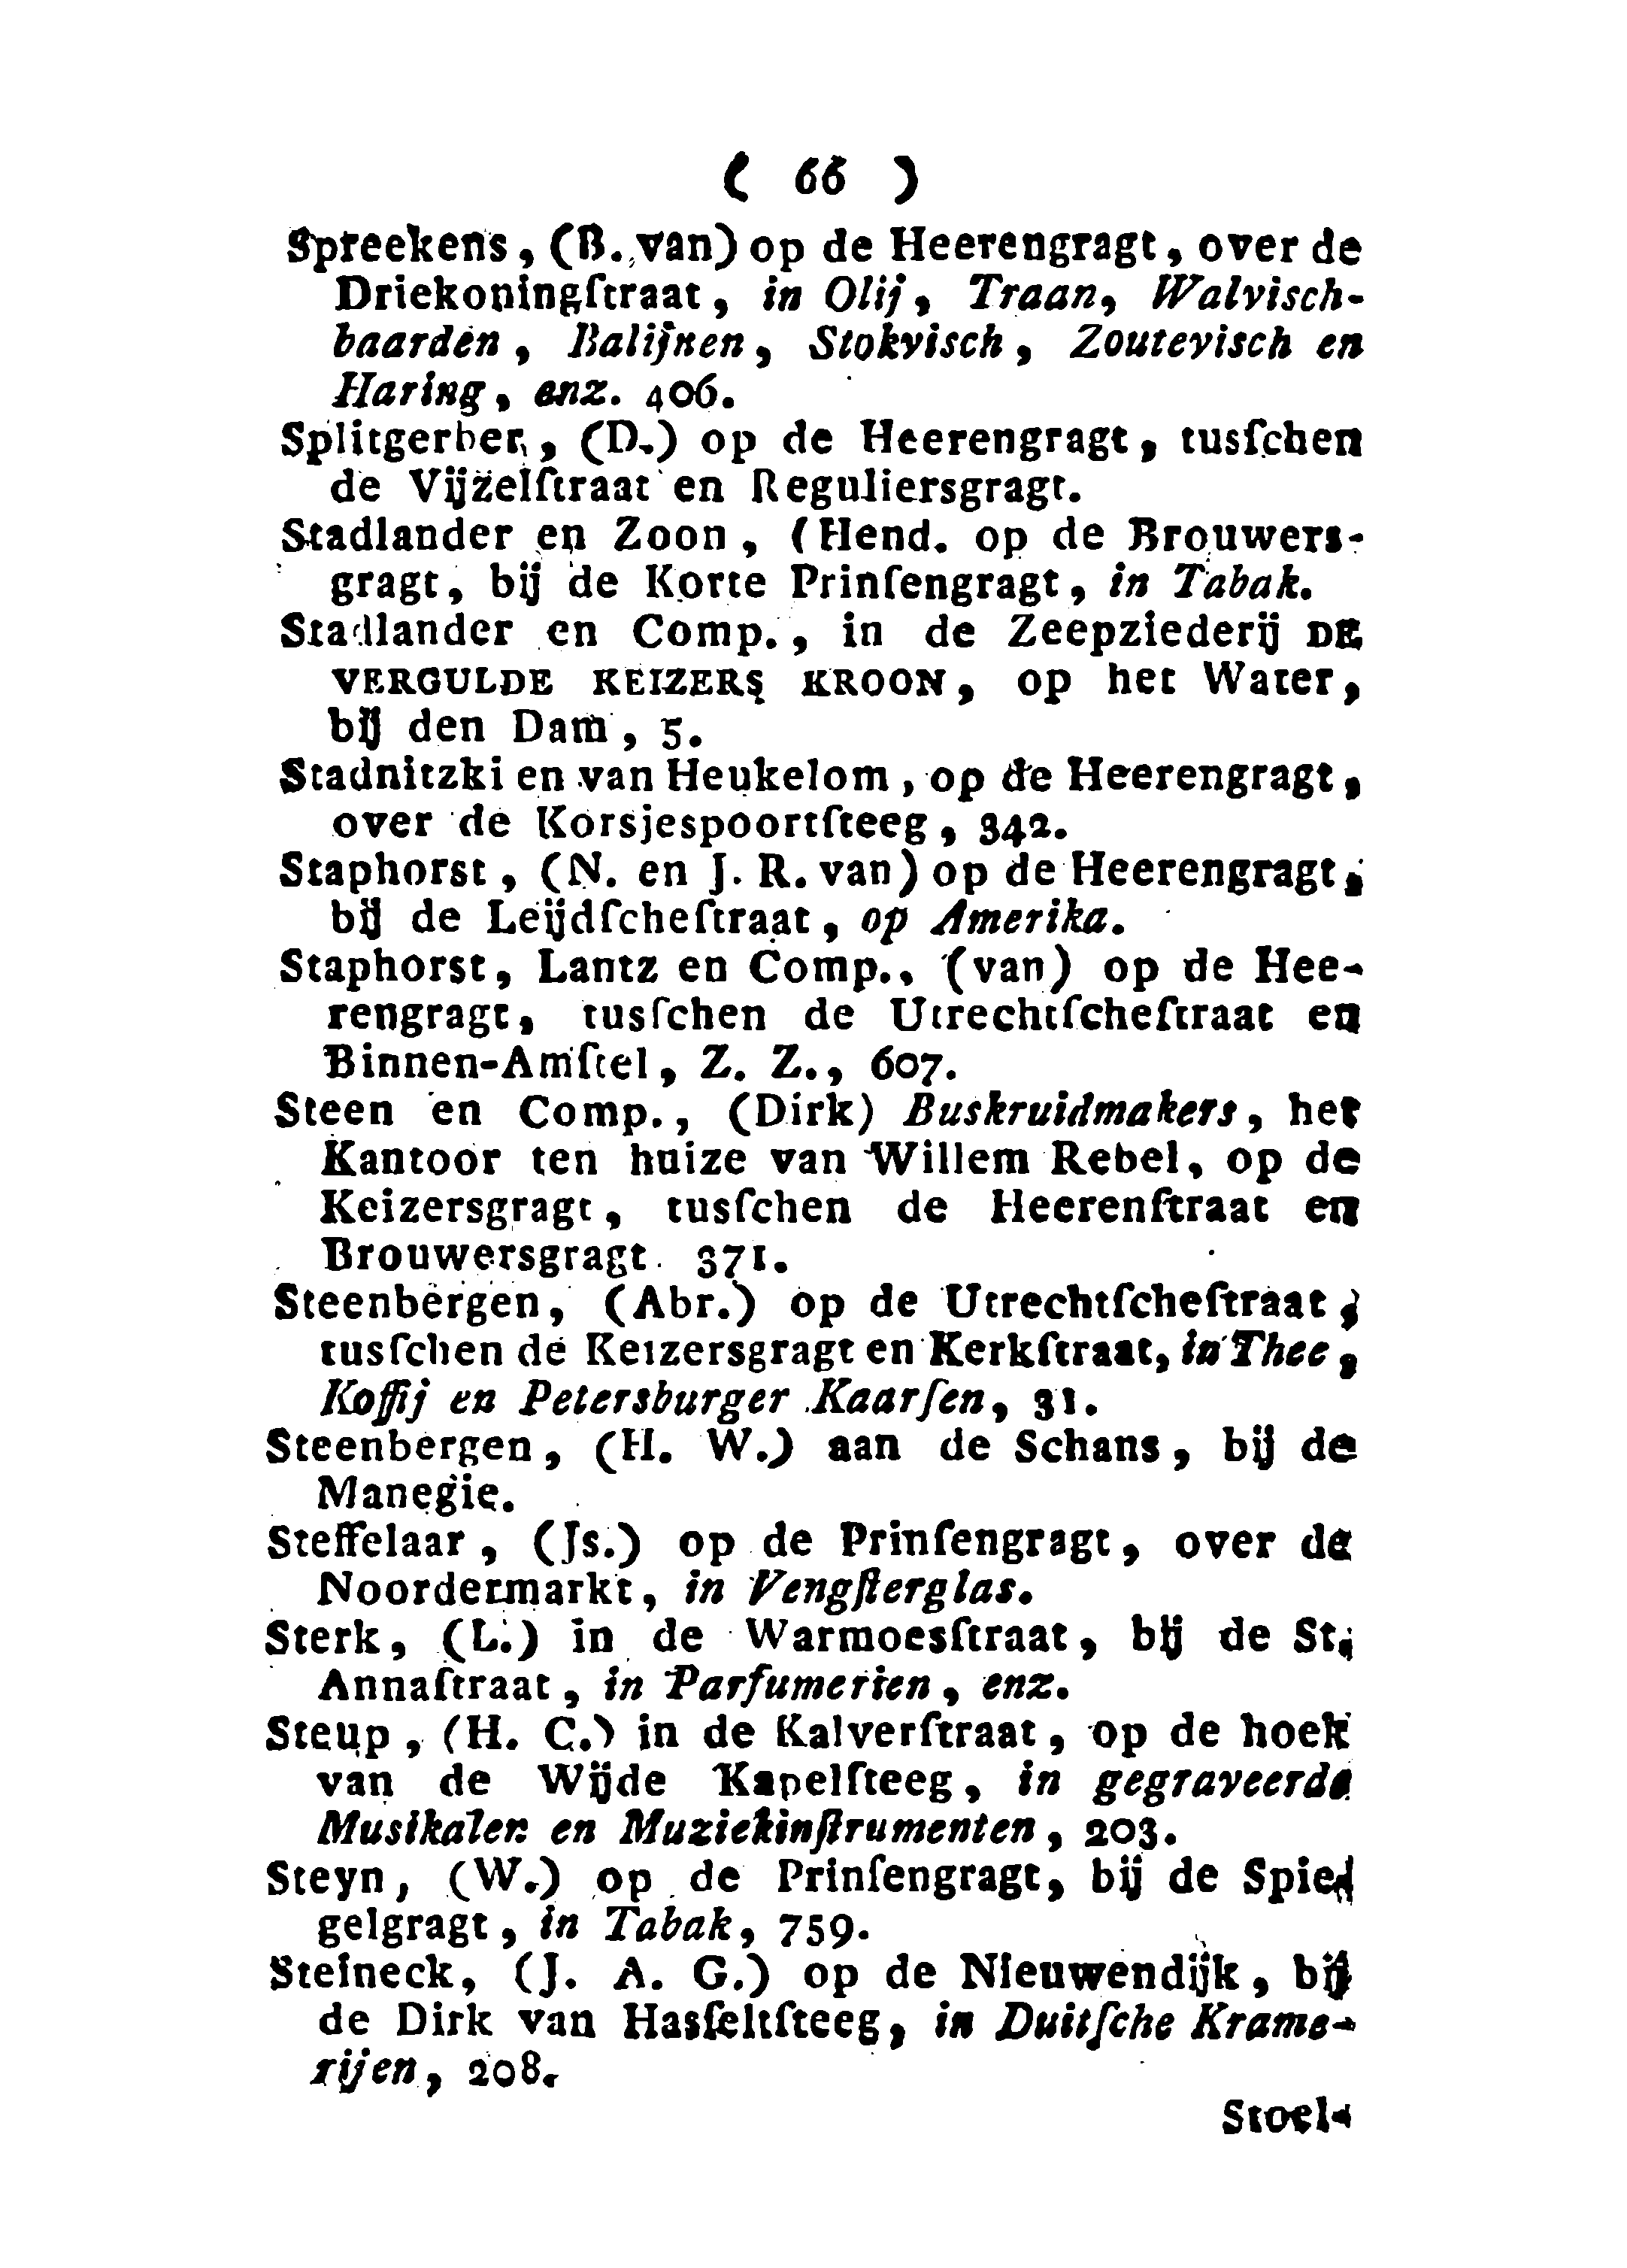 ( 66 )
Spreekens, (B. van) op de Heerengragt, over de
Driekoningſtraat, in Olij, Traan, Walvisch-
baarden, Balijnen, Stokvisch, Zoutevisch en
Haring, enz. 406.
Splitgerber, (D.) op de Heerengragt, tusſchen
de Vijzelſtraat en Reguliersgragt.
Stadlander en Zoon, (Hend. op de Brouwers-
gragt, bij de Korte Prinſengragt, in Tabak.
Stadlander en Comp., in de Zeepziederij DE
VERGULDE KEIZERS KROON, op het Water,
bij den Dam, 5.
Stadnitzki en van Heukelom, op de Heerengragt,
over de Korsjespoortſteeg, 342.
Staphorst, (N. en J. R. van) op de Heerengragt,
bij de Leijdſcheſtraat, op Amerika.
Staphorst, Lantz en Comp., (van) op de Hee-
rengragt, tusſchen de Utrechtſcheſtraat en
Binnen-Amſtel, Z. Z., 607.
Steen en Comp., (Dirk) Buskruidmakers, het
Kantoor ten huize van Willem Rebel, op de
Keizersgragt, tusſchen de Heerenſtraat en
Brouwersgragt. 371.
Steenbergen, (Abr.) op de Utrechtſcheſtraat,
tusſchen de Keizersgragt en Kerkſtraat, in Thee,
Koffij en Petersburger Kaarſen, 31.
Steenbergen, (H. W.) aan de Schans, bij de
Manegie.
Steffelaar, (Js.) op de Prinſengragt, over de
Noordermarkt, in Vengſterglas.
Sterk, (L.) in de Warmoesſtraat, bij de St.
Annaſtraat, in Parfumerien, enz.
Steup, (H. C.) in de Kalverſtraat, op de hoek
van de Wijde Kapelſteeg, in gegraveerde
Musikalen en Muziekinſtrumenten, 203.
Steyn, (W.) op de Prinſengragt, bij de Spie-
gelgragt, in Tabak, 759.
Steineck, (J. A. G.) op de Nieuwendijk, bij
de Dirk van Hasſeltſteeg, in Duitſche Krame-
rijen, 208.
Stoel-